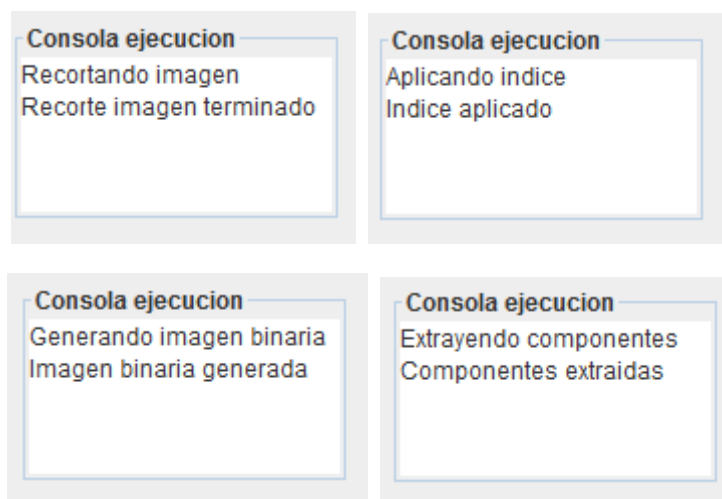 Consola ejecucion
Recortando imagen
Recorte imagen terminado
Consola ejecucion
Aplicando indice
Indice aplicado
Consola ejecucion
Generando imagen binaria
Imagen binaria generada
Consola ejecucion
Extrayendo componentes
Componentes extraidas